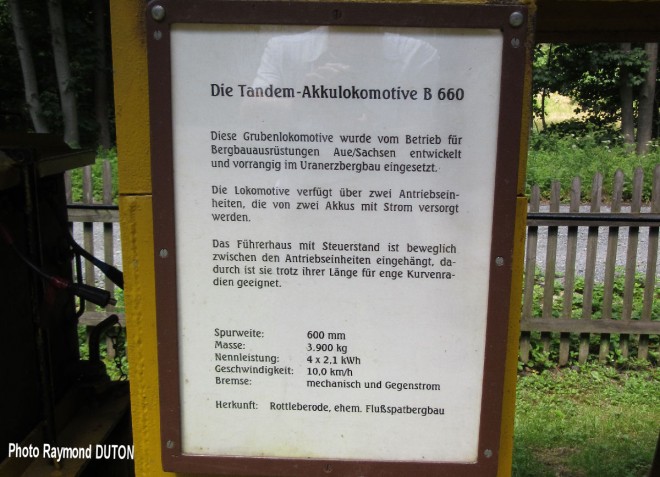 Die Tandem-Akkulokomotive B 660
Diese Grubenlokomotive wurde vom Betrieb für
Bergbauausrüstungen Aue/Sachsen entwickelt
und vorrangig im Uranerzbergbau eingesetzt.
Die Lokomotive verfügt über zwei Antriebsein-
heiten, die von zwei Akkus mit Strom versorgt
werden.
Das Führerhaus mit Steuerstand ist beweglich
zwischen den Antriebseinheiten eingehängt, da-
durch ist sie trotz ihrer Länge für enge Kurvenra-
dien geeignet.
Spurweite: 600 mm
Masse: 3.900 kg
Nennleistung: 4 x 2,1 kWh
Geschwindigkeit: 10,0 km/h
Bremse: mechanisch und Gegenstrom
Herkunft: Rottleberode, ehem. Flußspatbergbau
Photo Raymond DUTON